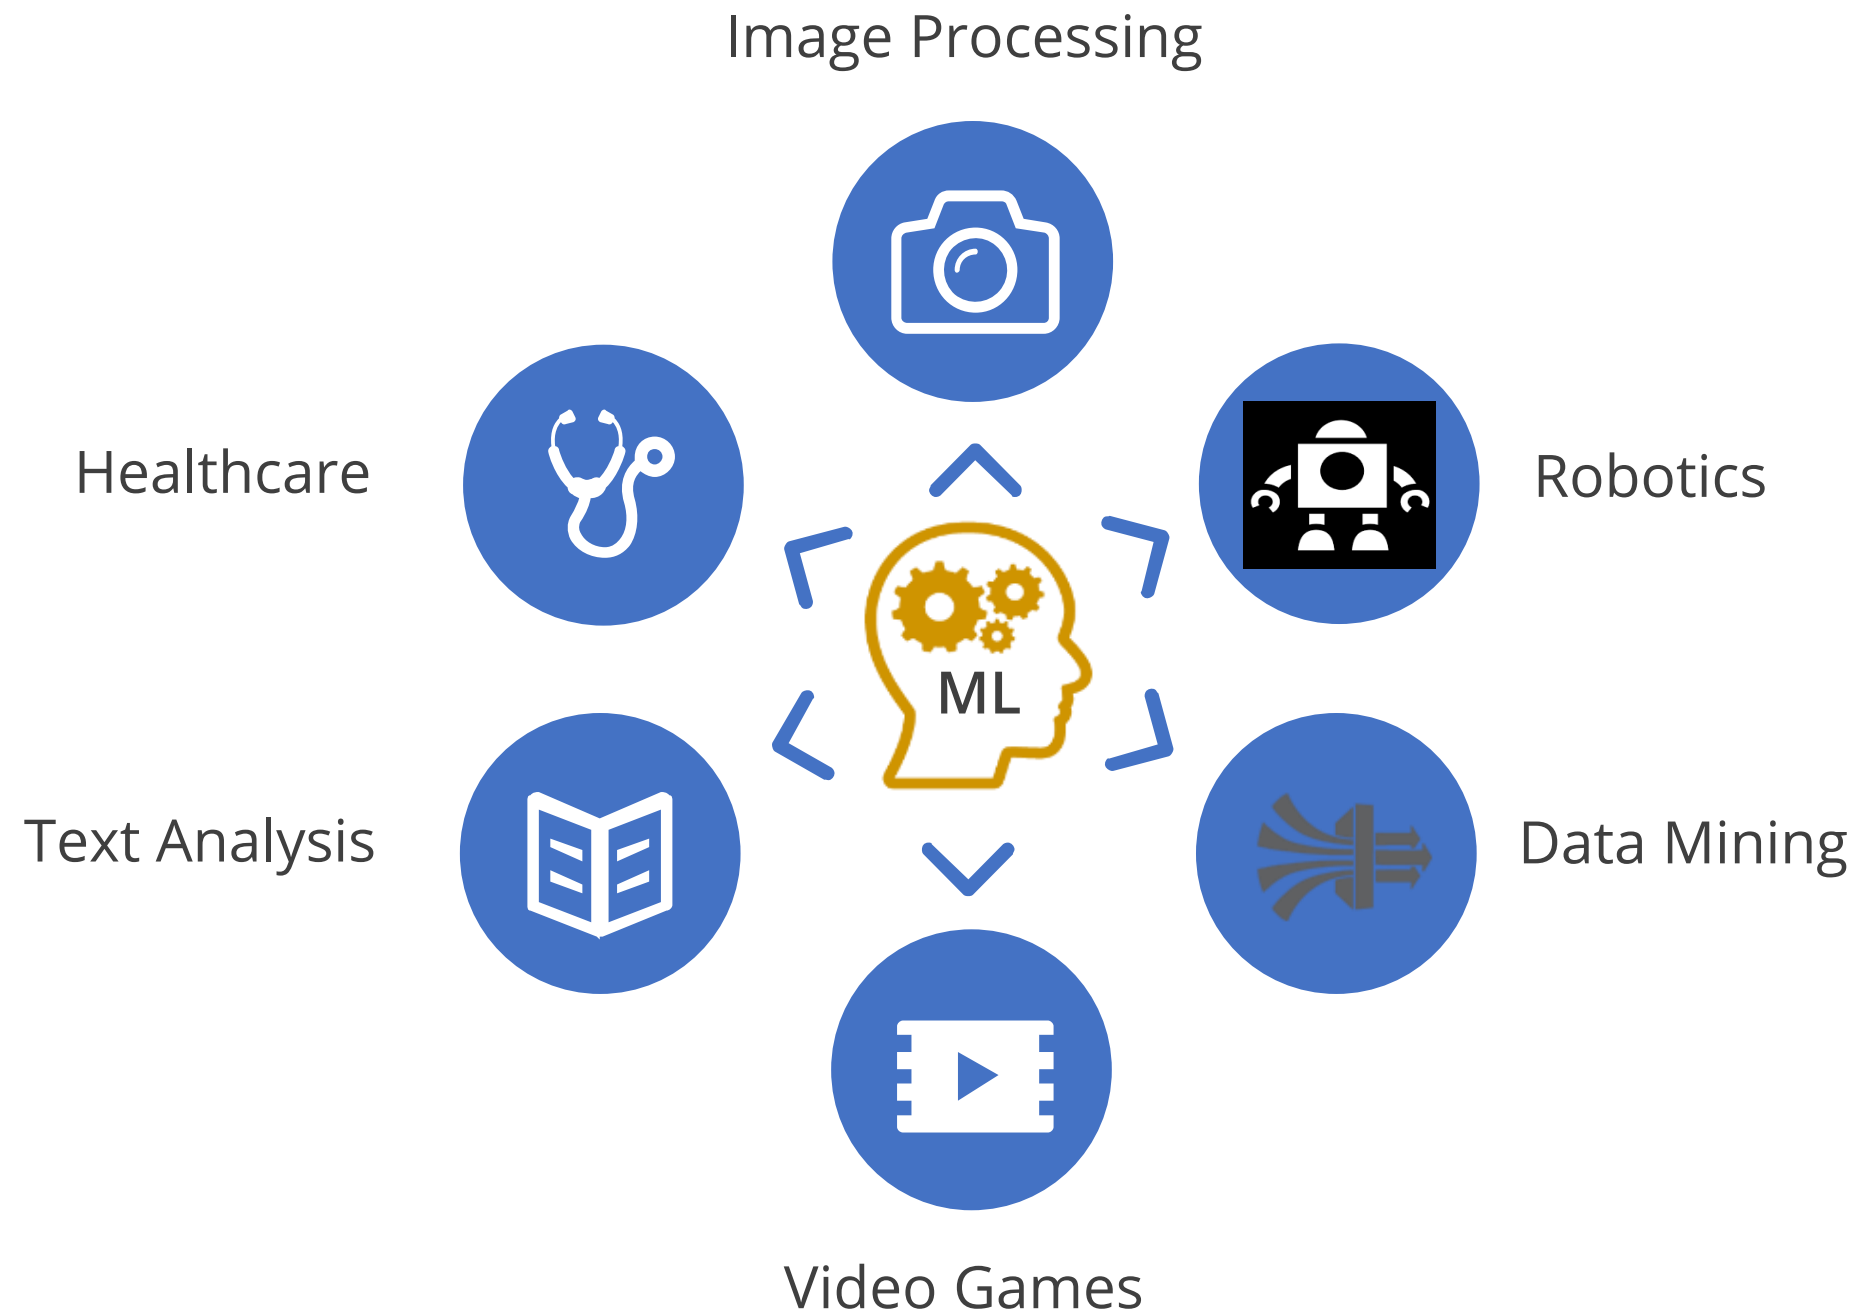 Image Processing
Healthcare
Robotics
ML
Text Analysis
Data Mining
Video Games